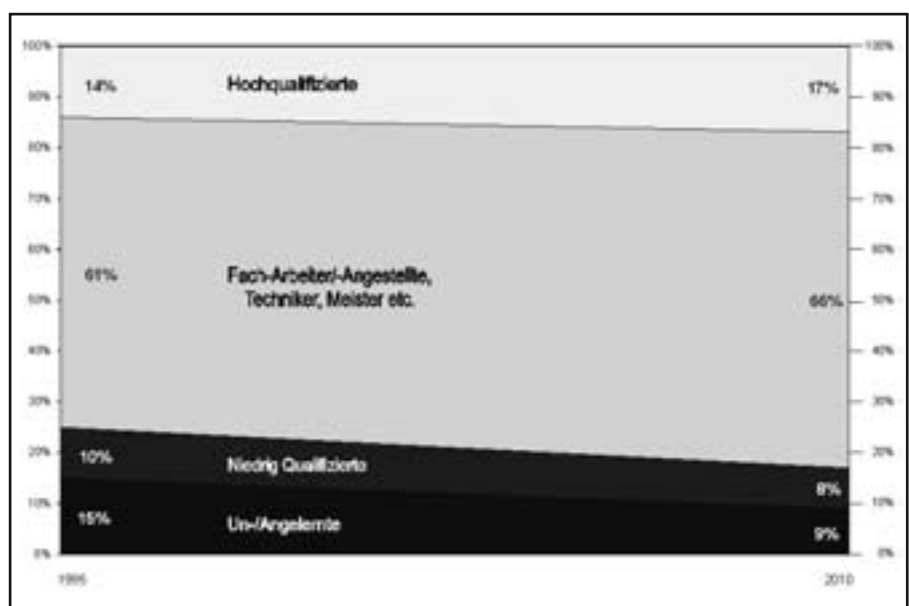 100% 100%
14% Hochqualifizierte 17%
90% 90%
80% 80%
70% 70%
60% 60%
61% Fach-Arbeiter/-Angestellte,
Techniker, Meister etc.
50% 66% 50%
40% 40%
30% 30%
20% 20%
10% Niedrig Qualifizierte 8%
10% 10%
15% Un-/Angelernte 9%
0% 0%
1995 2010